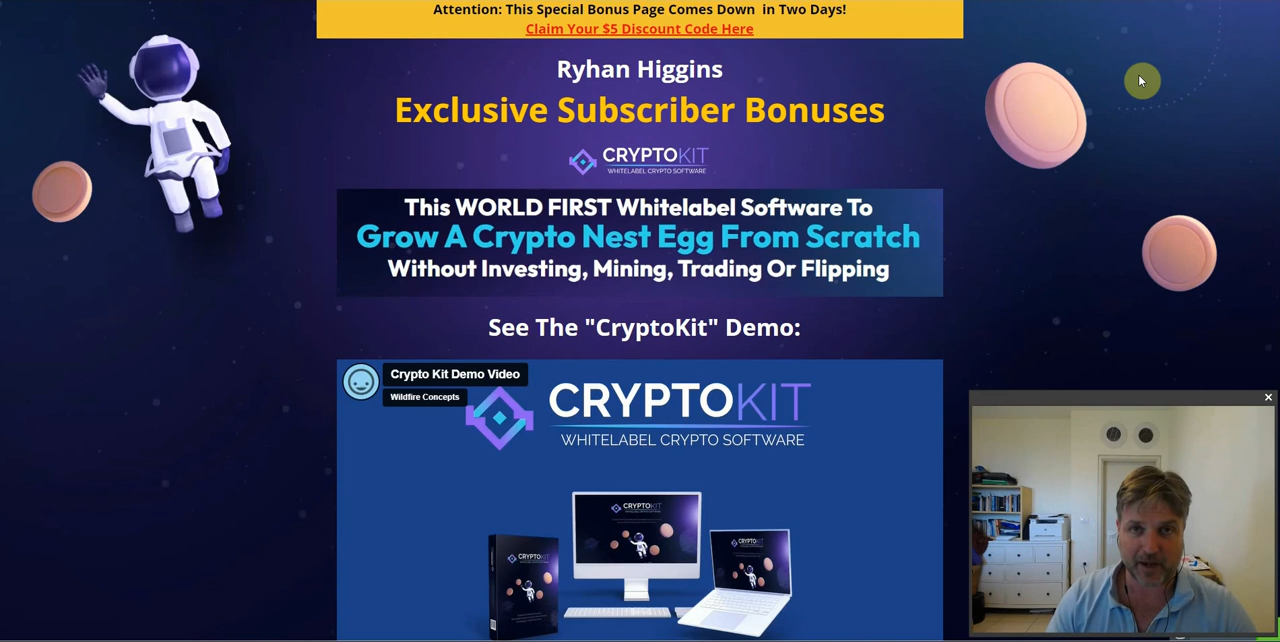 Attention: This Special Bonus Page Comes Down in Two Days!
Claim Your $5 Discount Code Here
Ryhan Higgins
Exclusive Subscriber Bonuses
CRYPTOKIT
WHITELABEL CRYPTO SOFTWARE
This WORLD FIRST Whitelabel Software To
Grow A Crypto Nest Egg From Scratch
Without Investing, Mining, Trading Or Flipping
See The "CryptoKit" Demo:
Crypto Kit Demo Video
Wildfire Concepts
CRYPTOKIT
WHITELABEL CRYPTO SOFTWARE
CRYPTOKIT
CRYPTOKIT
CRYPTOKIT